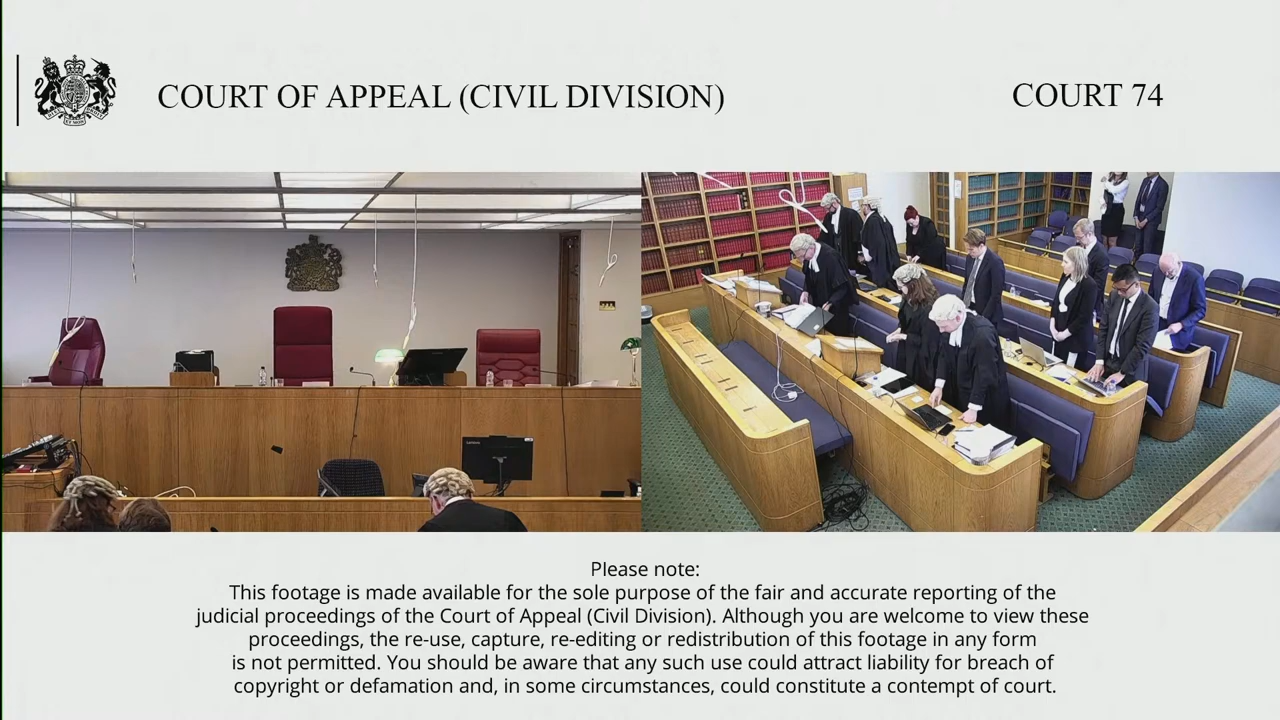 COURT OF APPEAL (CIVIL DIVISION)
COURT 74
Please note:
This footage is made available for the sole purpose of the fair and accurate reporting of the
judicial proceedings of the Court of Appeal (Civil Division). Although you are welcome to view these
proceedings, the re-use, capture, re-editing or redistribution of this footage in any form
is not permitted. You should be aware that any such use could attract liability for breach of
copyright or defamation and, in some circumstances, could constitute a contempt of court.